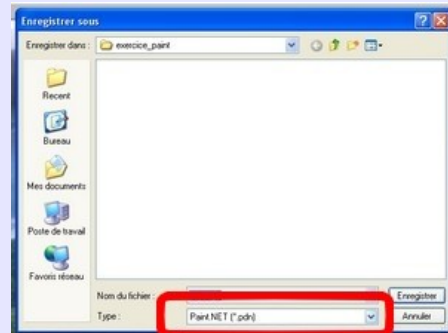 Enregistrer sous
Enregistrer dans :
exercice_paint
Recent
Bureau
Mes documents
Poste de travail
Favoris réseau
Nom du fichier :
Enregistrer
Type :
Paint.NET (*.pdn)
Annuler